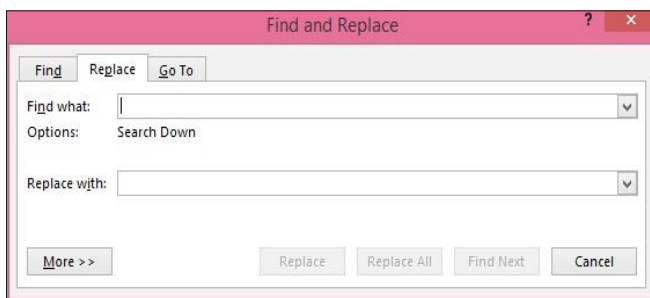 Find and Replace ? ×
Find Replace Go To
Find what:
Options: Search Down
Replace with:
More >> Replace Replace All Find Next Cancel